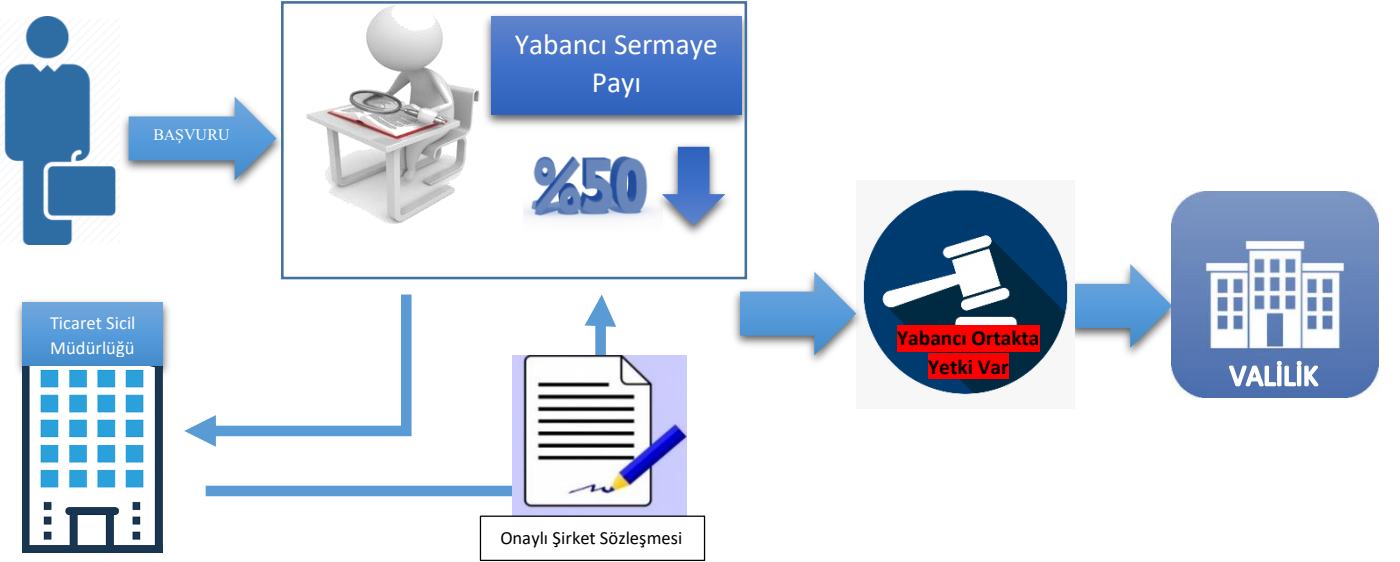 Yabancı Sermaye
Payı
BAŞVURU
%50
Ticaret Sicil
Müdürlüğü
Yabancı Ortakta
Yetki Var
VALİLİK
Onaylı Şirket Sözleşmesi